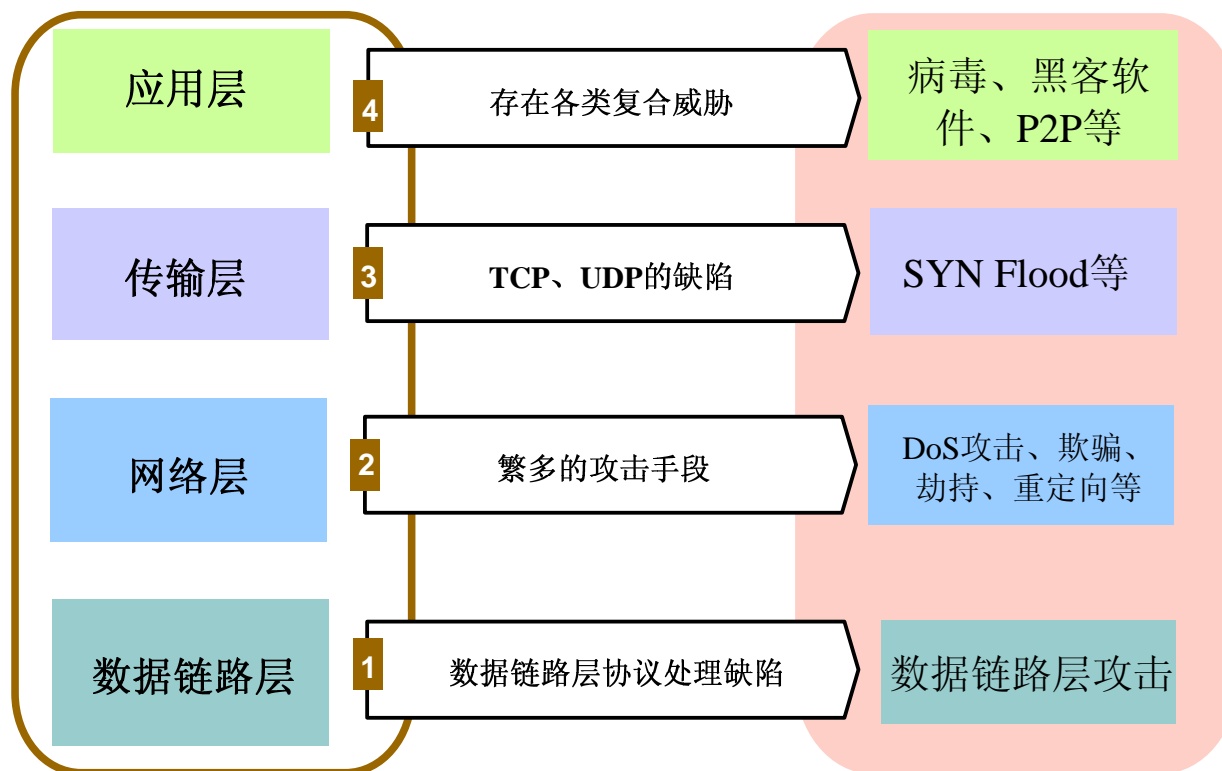 应用层
4
存在各类复合威胁
病毒、黑客软
件、P2P等
传输层
3
TCP、UDP的缺陷
SYN Flood等
网络层
2
繁多的攻击手段
DoS攻击、欺骗、
劫持、重定向等
数据链路层
1
数据链路层协议处理缺陷
数据链路层攻击